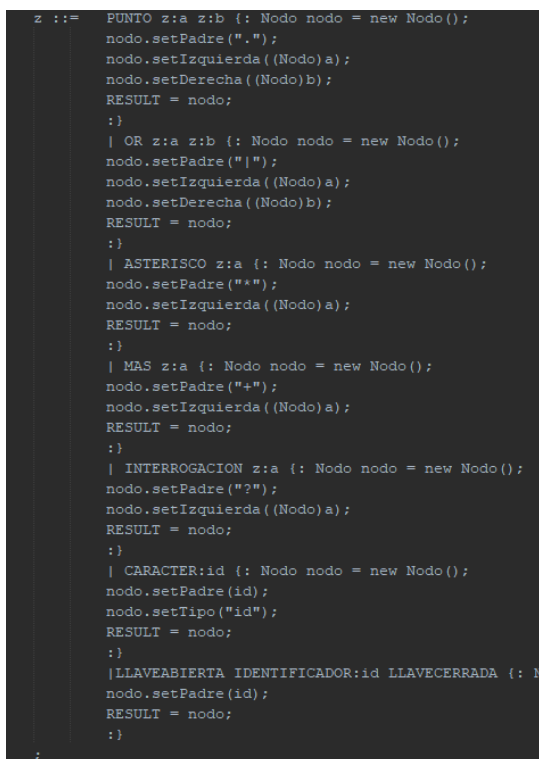 z ::= PUNTO z:a z:b {: Nodo nodo = new Nodo();
nodo.setPadre(".");
nodo.setIzquierda((Nodo)a);
nodo.setDerecha((Nodo)b);
RESULT = nodo;
:}
| OR z:a z:b {: Nodo nodo = new Nodo();
nodo.setPadre("|");
nodo.setIzquierda((Nodo)a);
nodo.setDerecha((Nodo)b);
RESULT = nodo;
:}
| ASTERISCO z:a {: Nodo nodo = new Nodo();
nodo.setPadre("*");
nodo.setIzquierda((Nodo)a);
RESULT = nodo;
:}
| MAS z:a {: Nodo nodo = new Nodo();
nodo.setPadre("+");
nodo.setIzquierda((Nodo)a);
RESULT = nodo;
:}
| INTERROGACION z:a {: Nodo nodo = new Nodo();
nodo.setPadre("?");
nodo.setIzquierda((Nodo)a);
RESULT = nodo;
:}
| CARACTER:id {: Nodo nodo = new Nodo();
nodo.setPadre(id);
nodo.setTipo("id");
RESULT = nodo;
:}
|LLAVEABIERTA IDENTIFICADOR:id LLAVECERRADA {:
nodo.setPadre(id);
RESULT = nodo;
:}
;